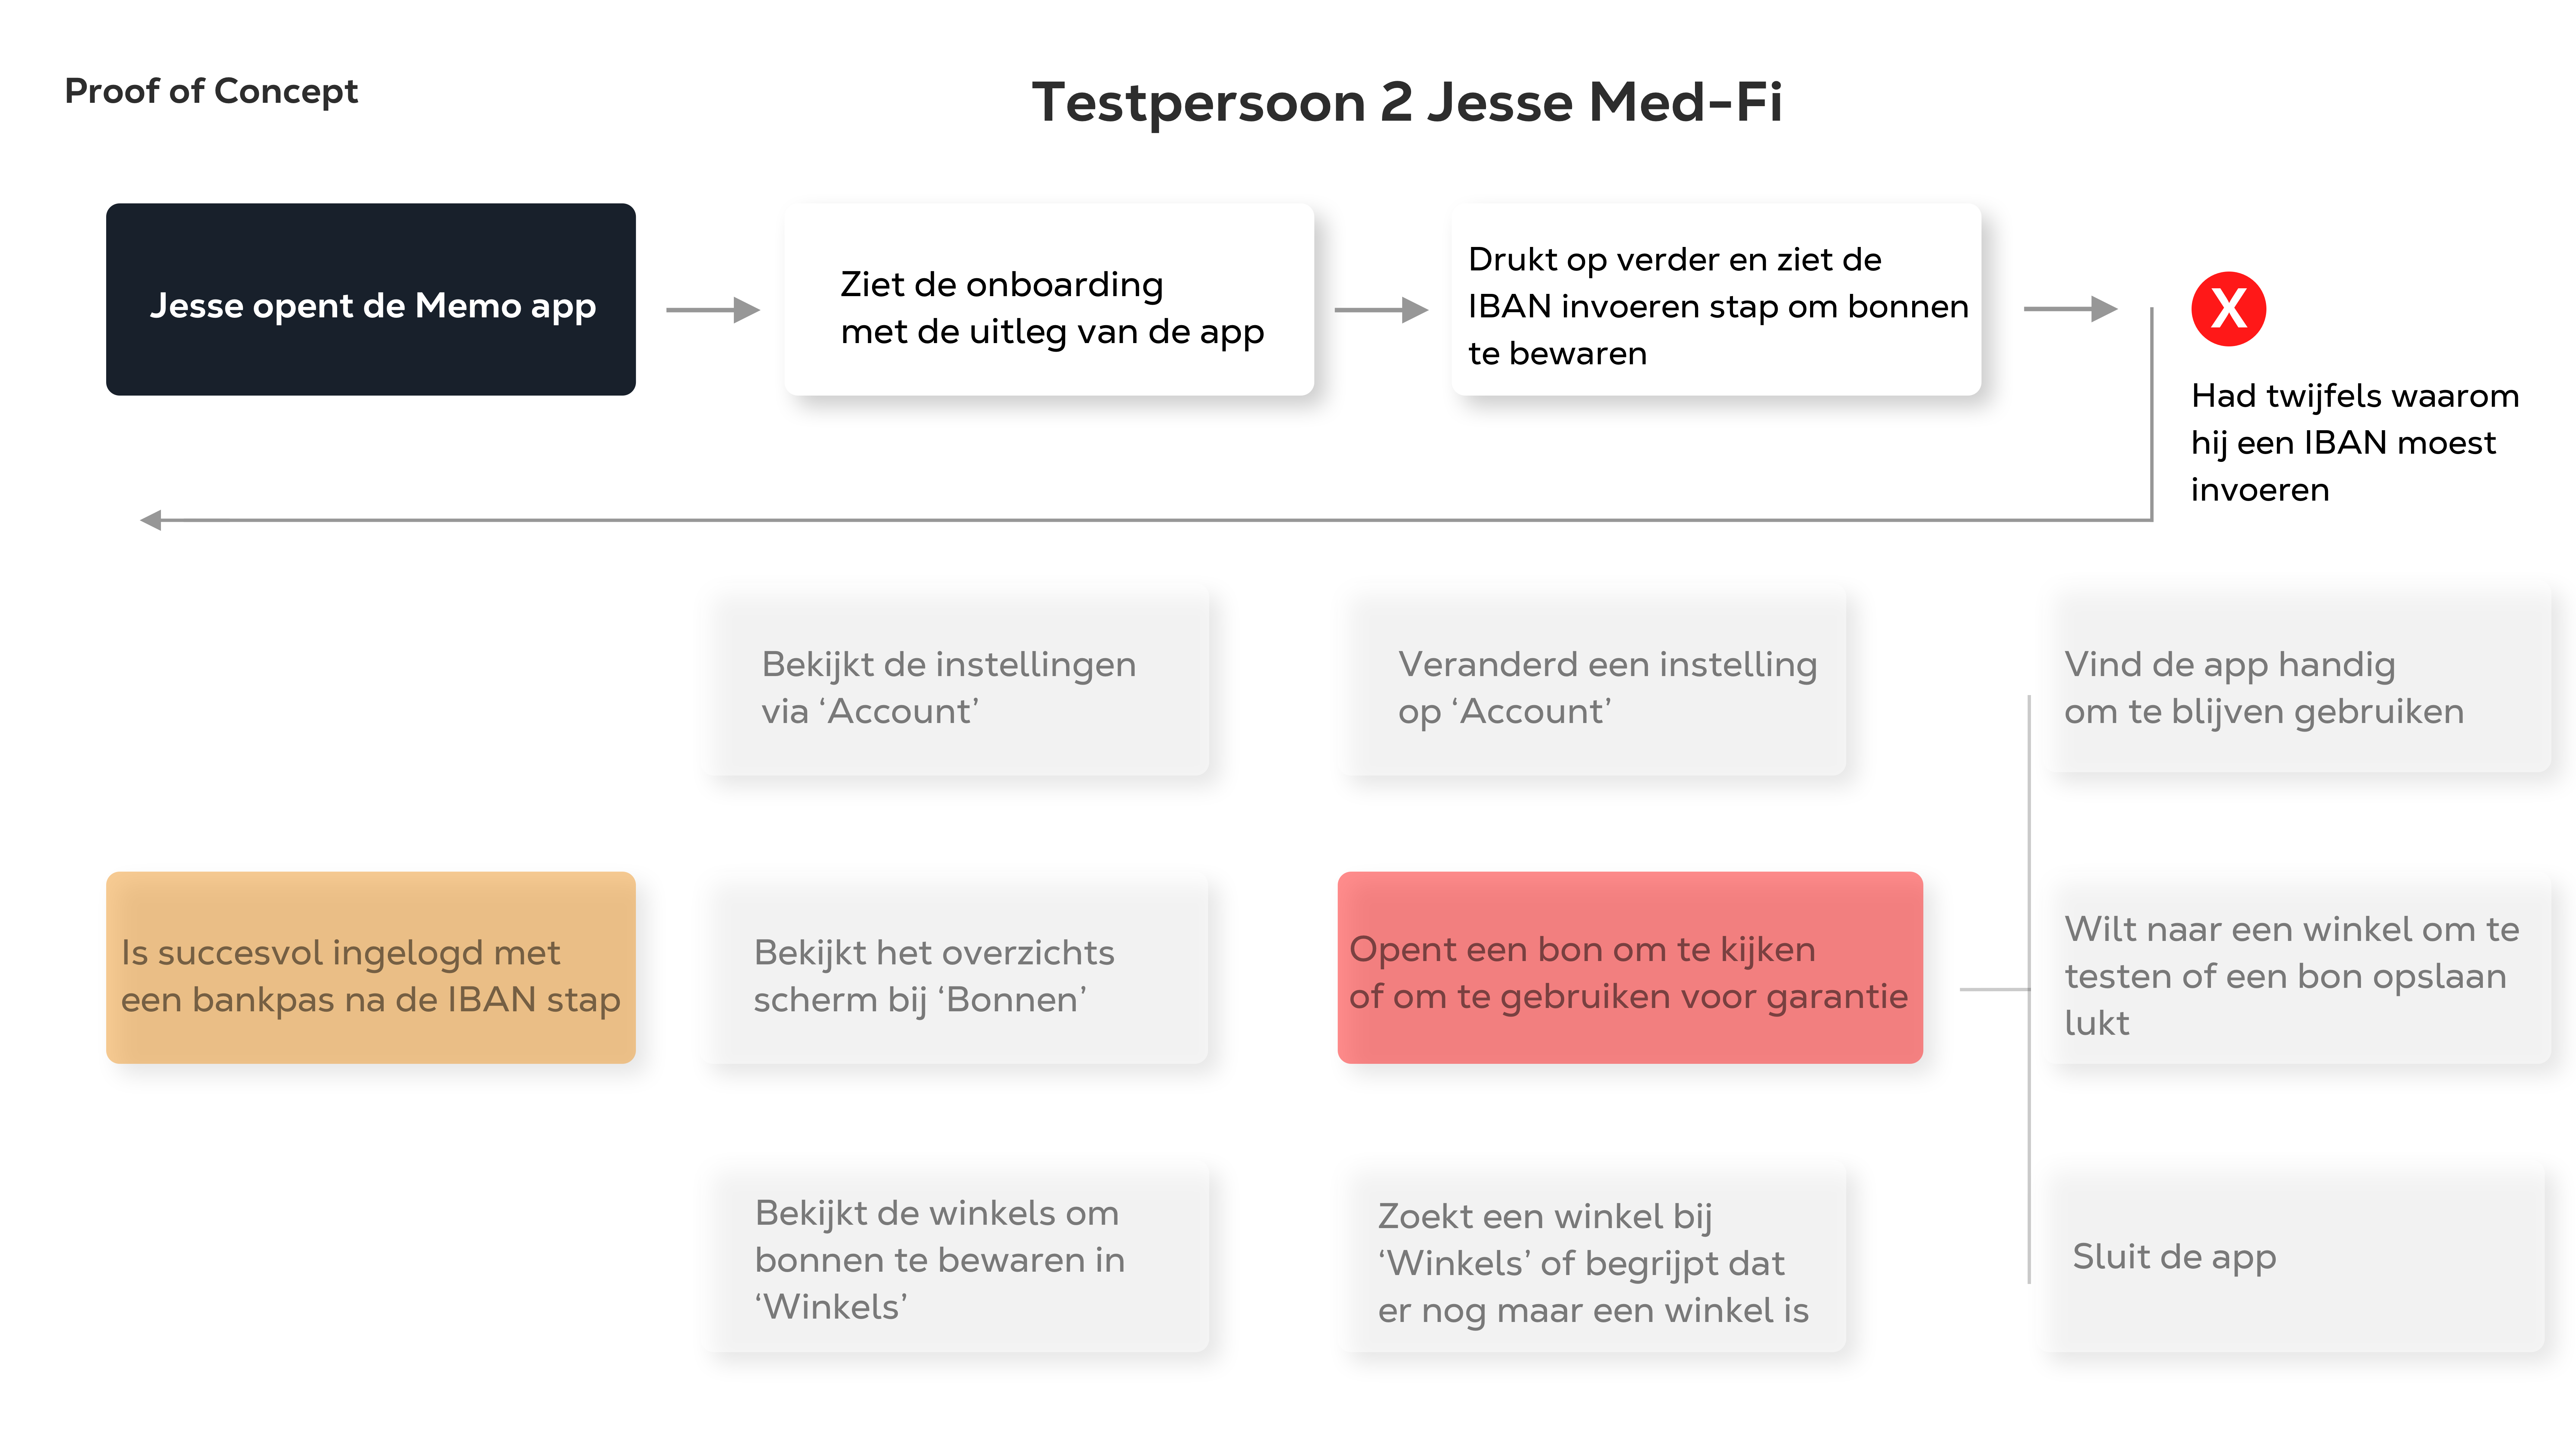 Proof of Concept
Testpersoon 2 Jesse Med-Fi
Jesse opent de Memo app
Ziet de onboarding
met de uitleg van de app
Drukt op verder en ziet de
IBAN invoeren stap om bonnen
te bewaren
X
Had twijfels waarom
hij een IBAN moest
invoeren
Bekijkt de instellingen
via ‘Account’
Veranderd een instelling
op ‘Account’
Vind de app handig
om te blijven gebruiken
Is succesvol ingelogd met
een bankpas na de IBAN stap
Bekijkt het overzichts
scherm bij ‘Bonnen’
Opent een bon om te kijken
of om te gebruiken voor garantie
Wilt naar een winkel om te
testen of een bon opslaan
lukt
Bekijkt de winkels om
bonnen te bewaren in
‘Winkels’
Zoekt een winkel bij
‘Winkels’ of begrijpt dat
er nog maar een winkel is
Sluit de app